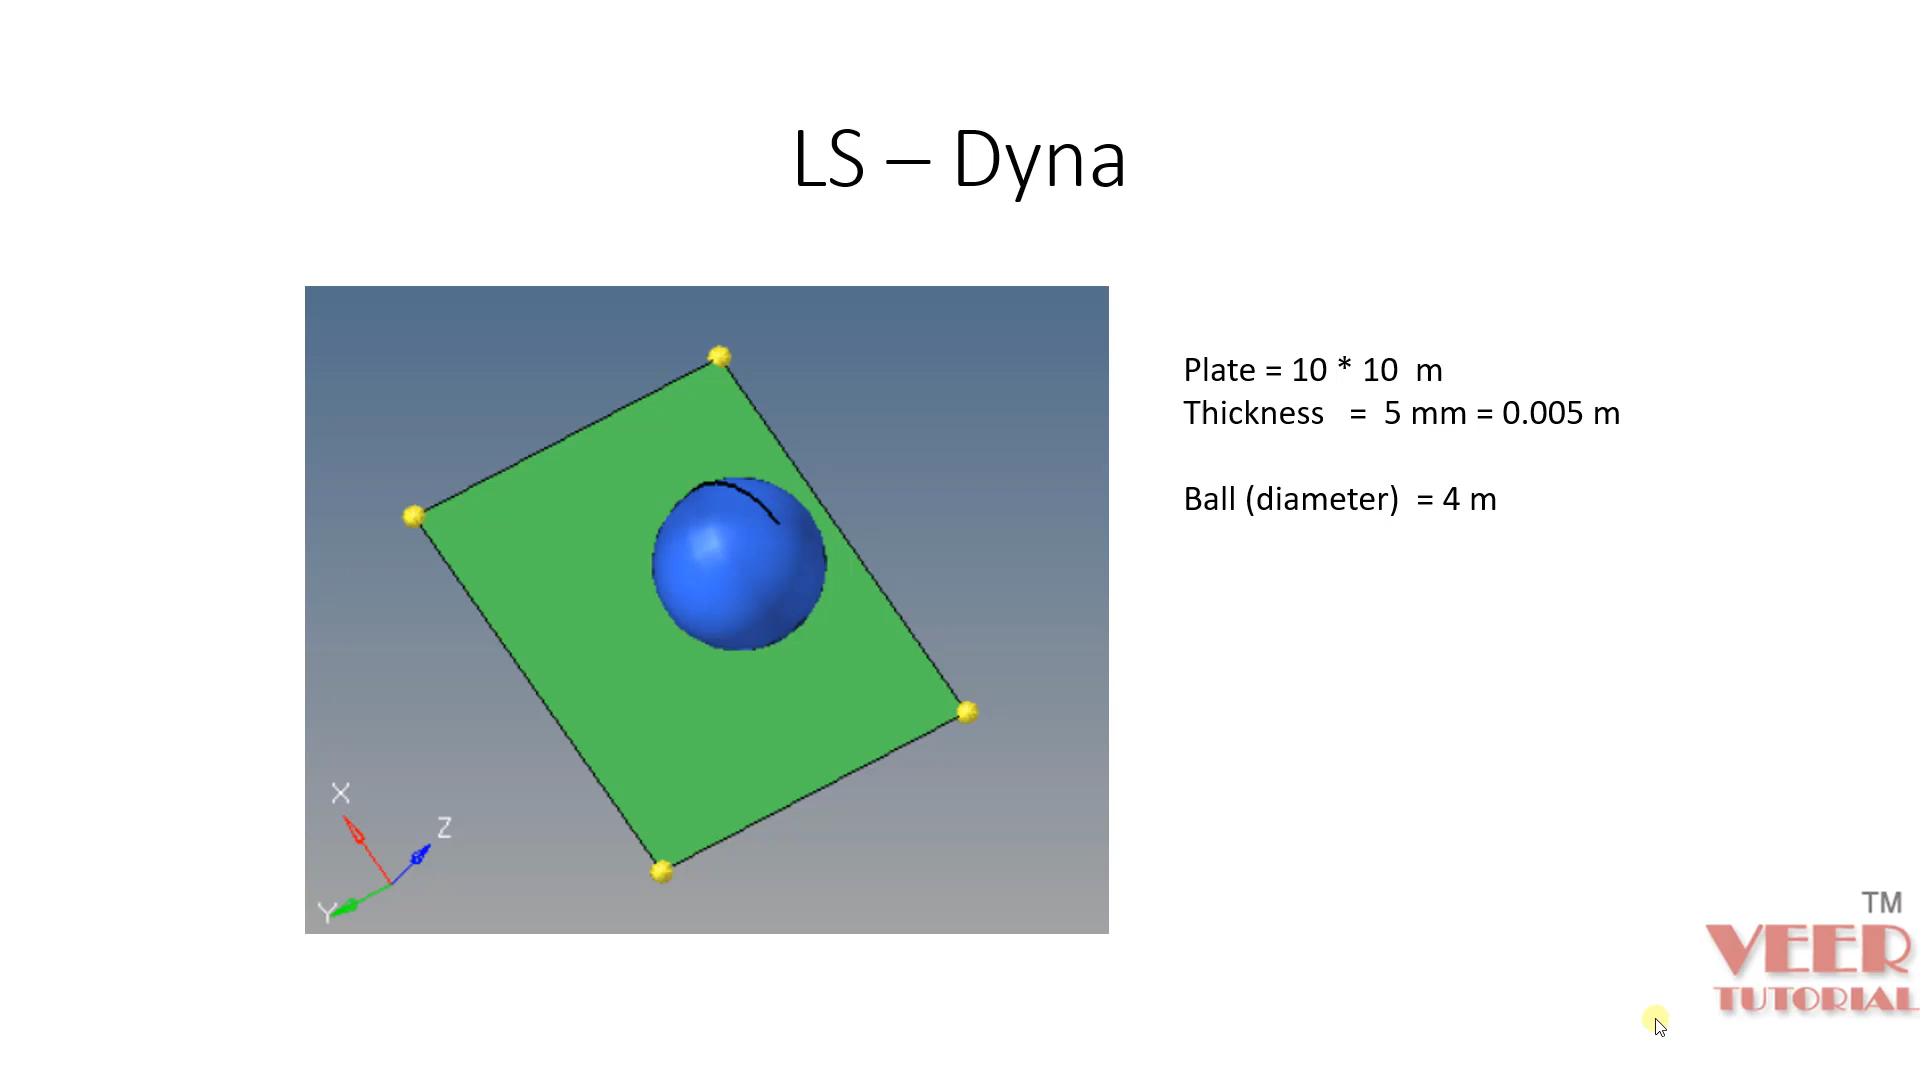 LS – Dyna
Plate = 10 * 10 m
Thickness = 5 mm = 0.005 m
Ball (diameter) = 4 m
X
Z
Y
TM
VEER
TUTORIAL